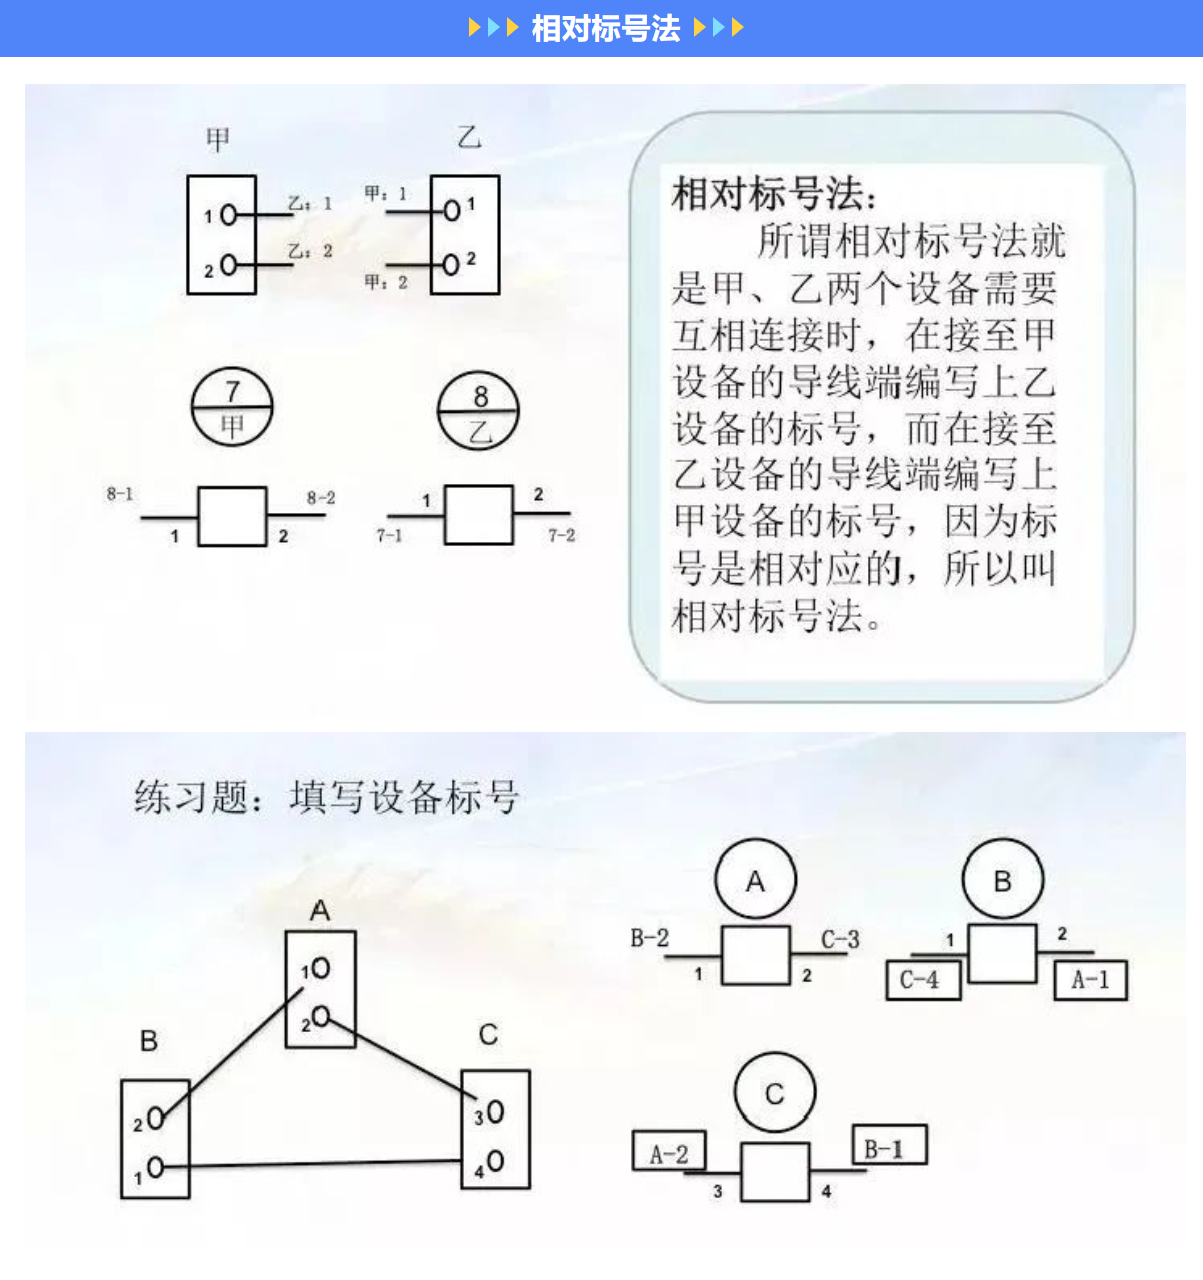 相对标号法
甲
乙
1
乙: 1
2
乙: 2
甲: 1
1
甲: 2
2
7
甲
8
乙
8-1
1
8-2
2
7-1
1
2
7-2
相对标号法:
所谓相对标号法就
是甲、乙两个设备需要
互相连接时，在接至甲
设备的导线端编写上乙
设备的标号，而在接至
乙设备的导线端编写上
甲设备的标号，因为标
号是相对应的，所以叫
相对标号法。
练习题：填写设备标号
A
1
2
B
2
1
C
3
4
A
B-2
1
C-3
2
B
1
C-4
2
A-1
C
A-2
3
B-1
4